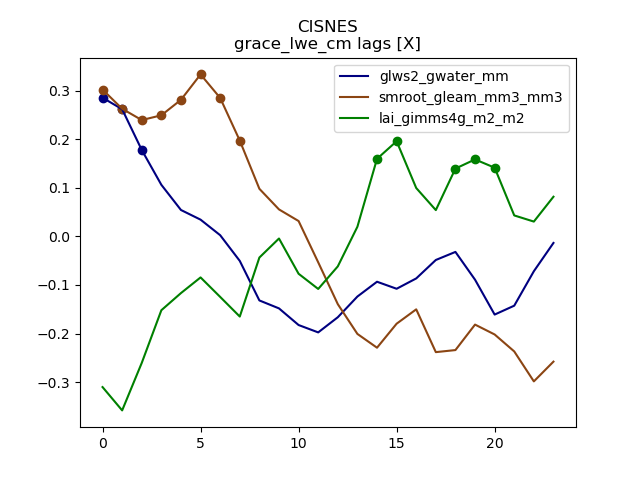 CISNES
grace_lwe_cm lags [X]
glws2_gwater_mm
smroot_gleam_mm3_mm3
lai_gimms4g_m2_m2
0.3
0.2
0.1
0.0
−0.1
−0.2
−0.3
0 5 10 15 20